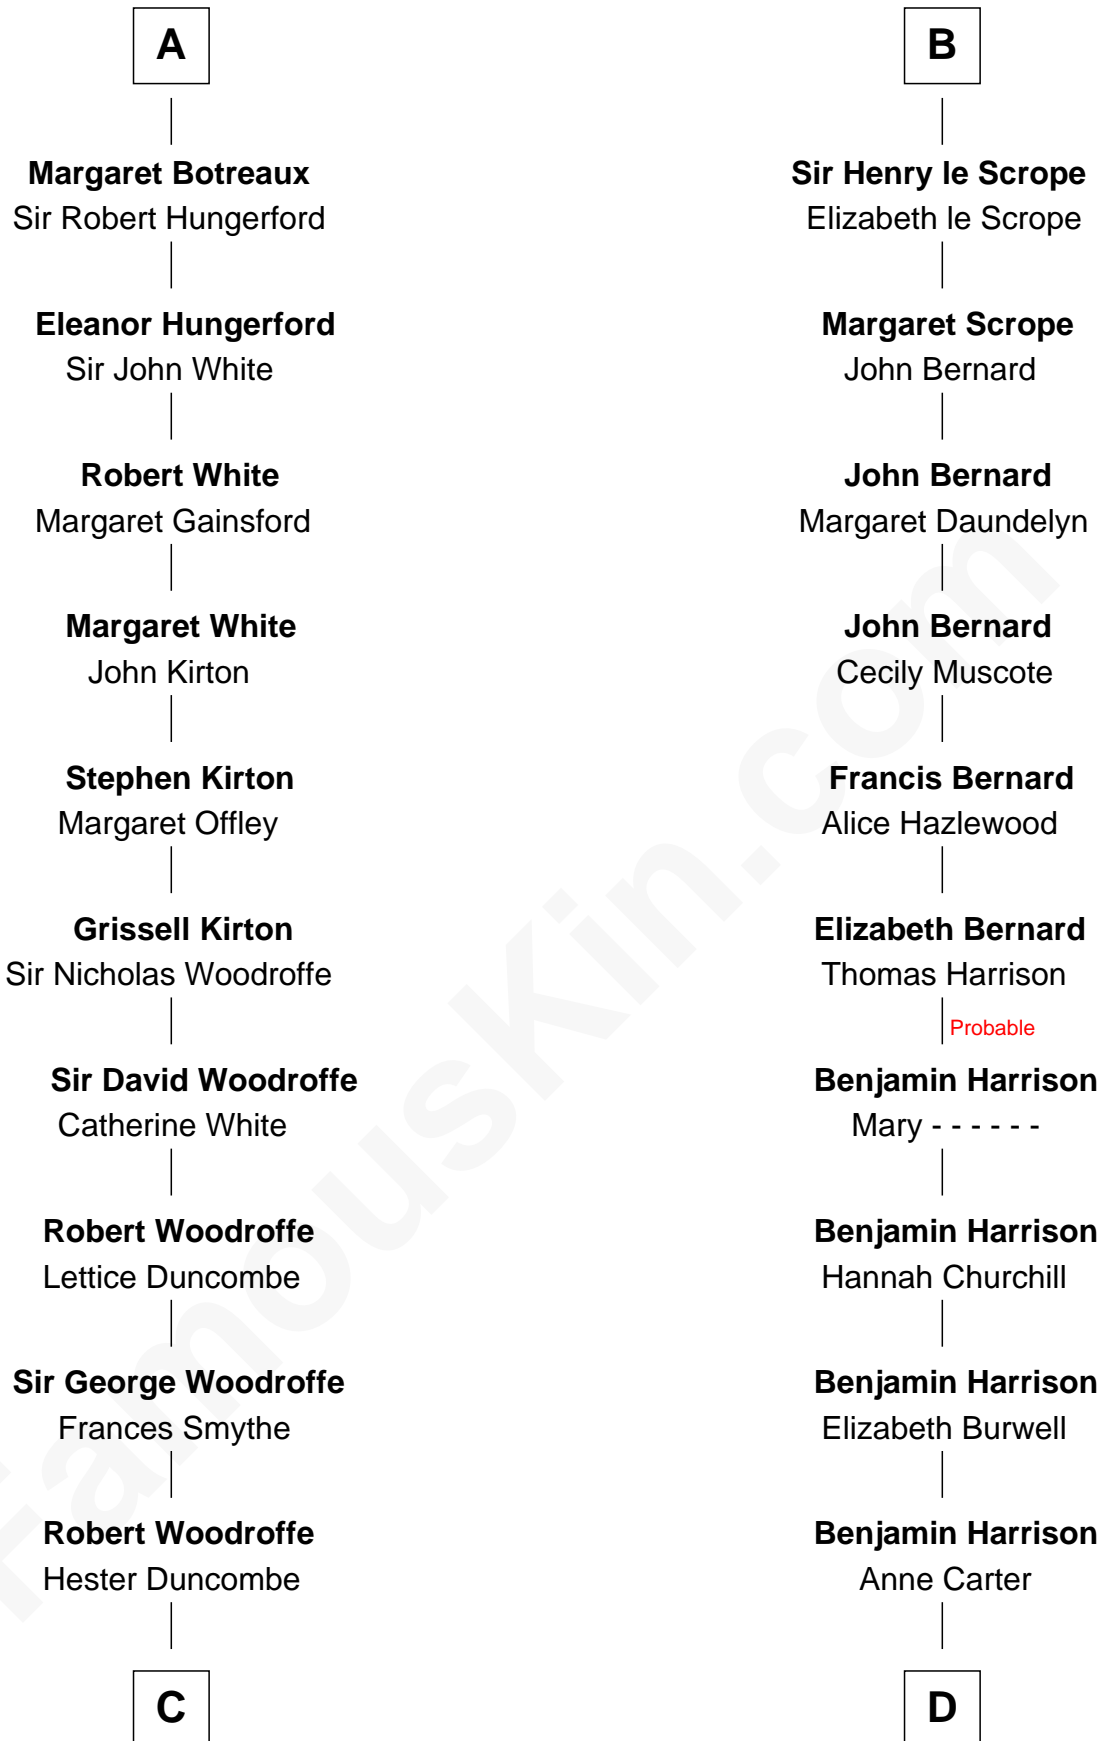 A
Margaret Botreaux
Sir Robert Hungerford
Eleanor Hungerford
Sir John White
Robert White
Margaret Gainsford
Margaret White
John Kirton
Stephen Kirton
Margaret Offley
Grissell Kirton
Sir Nicholas Woodroffe
Sir David Woodroffe
Catherine White
Robert Woodroffe
Lettice Duncombe
Sir George Woodroffe
Frances Smythe
Robert Woodroffe
Hester Duncombe
C
B
Sir Henry le Scrope
Elizabeth le Scrope
Margaret Scrope
John Bernard
John Bernard
Margaret Daundelyn
John Bernard
Cecily Muscote
Francis Bernard
Alice Hazlewood
Elizabeth Bernard
Thomas Harrison
Probable
Benjamin Harrison
Mary - - - - - -
Benjamin Harrison
Hannah Churchill
Benjamin Harrison
Elizabeth Burwell
Benjamin Harrison
Anne Carter
D
FamousKin.com